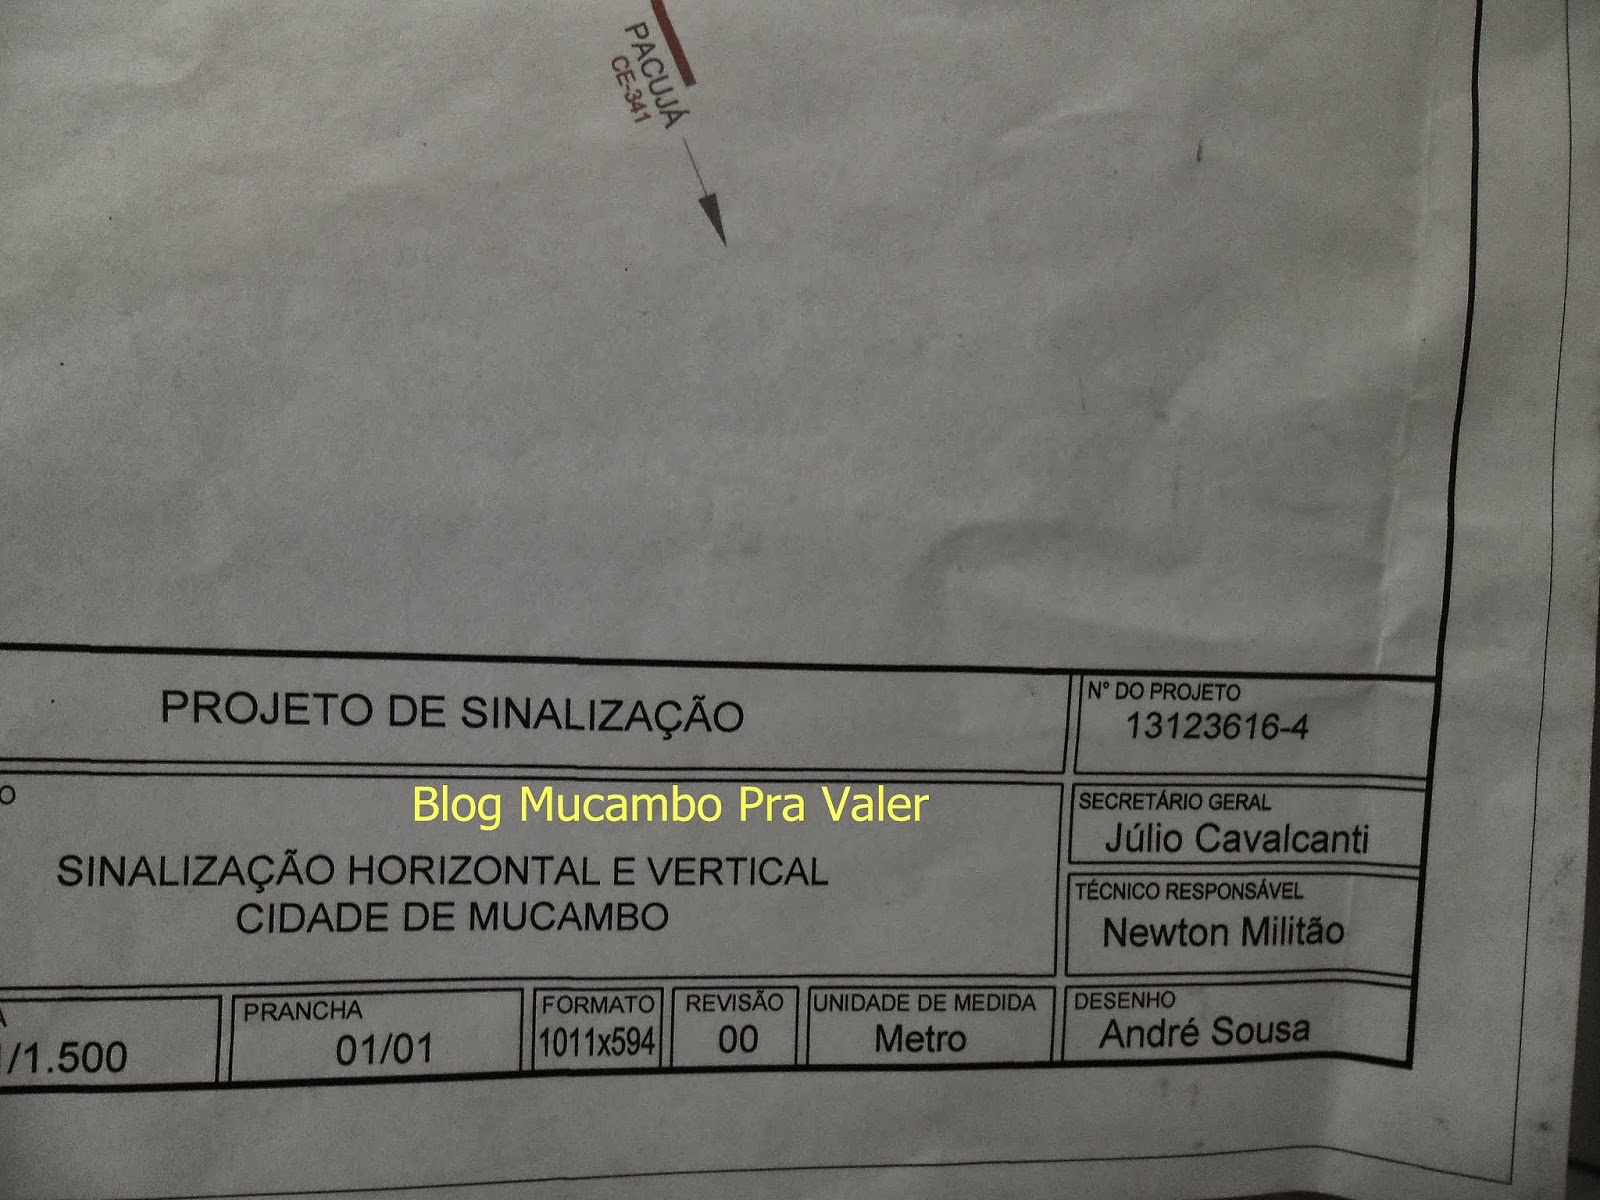 PACUJÁ
CE-341
PROJETO DE SINALIZAÇÃO
N° DO PROJETO
13123616-4
O
Blog Mucambo Pra Valer
SINALIZAÇÃO HORIZONTAL E VERTICAL
CIDADE DE MUCAMBO
SECRETÁRIO GERAL
Júlio Cavalcanti
TÉCNICO RESPONSÁVEL
Newton Militão
A
/1.500
PRANCHA
01/01
FORMATO
1011x594
REVISÃO
00
UNIDADE DE MEDIDA
Metro
DESENHO
André Sousa